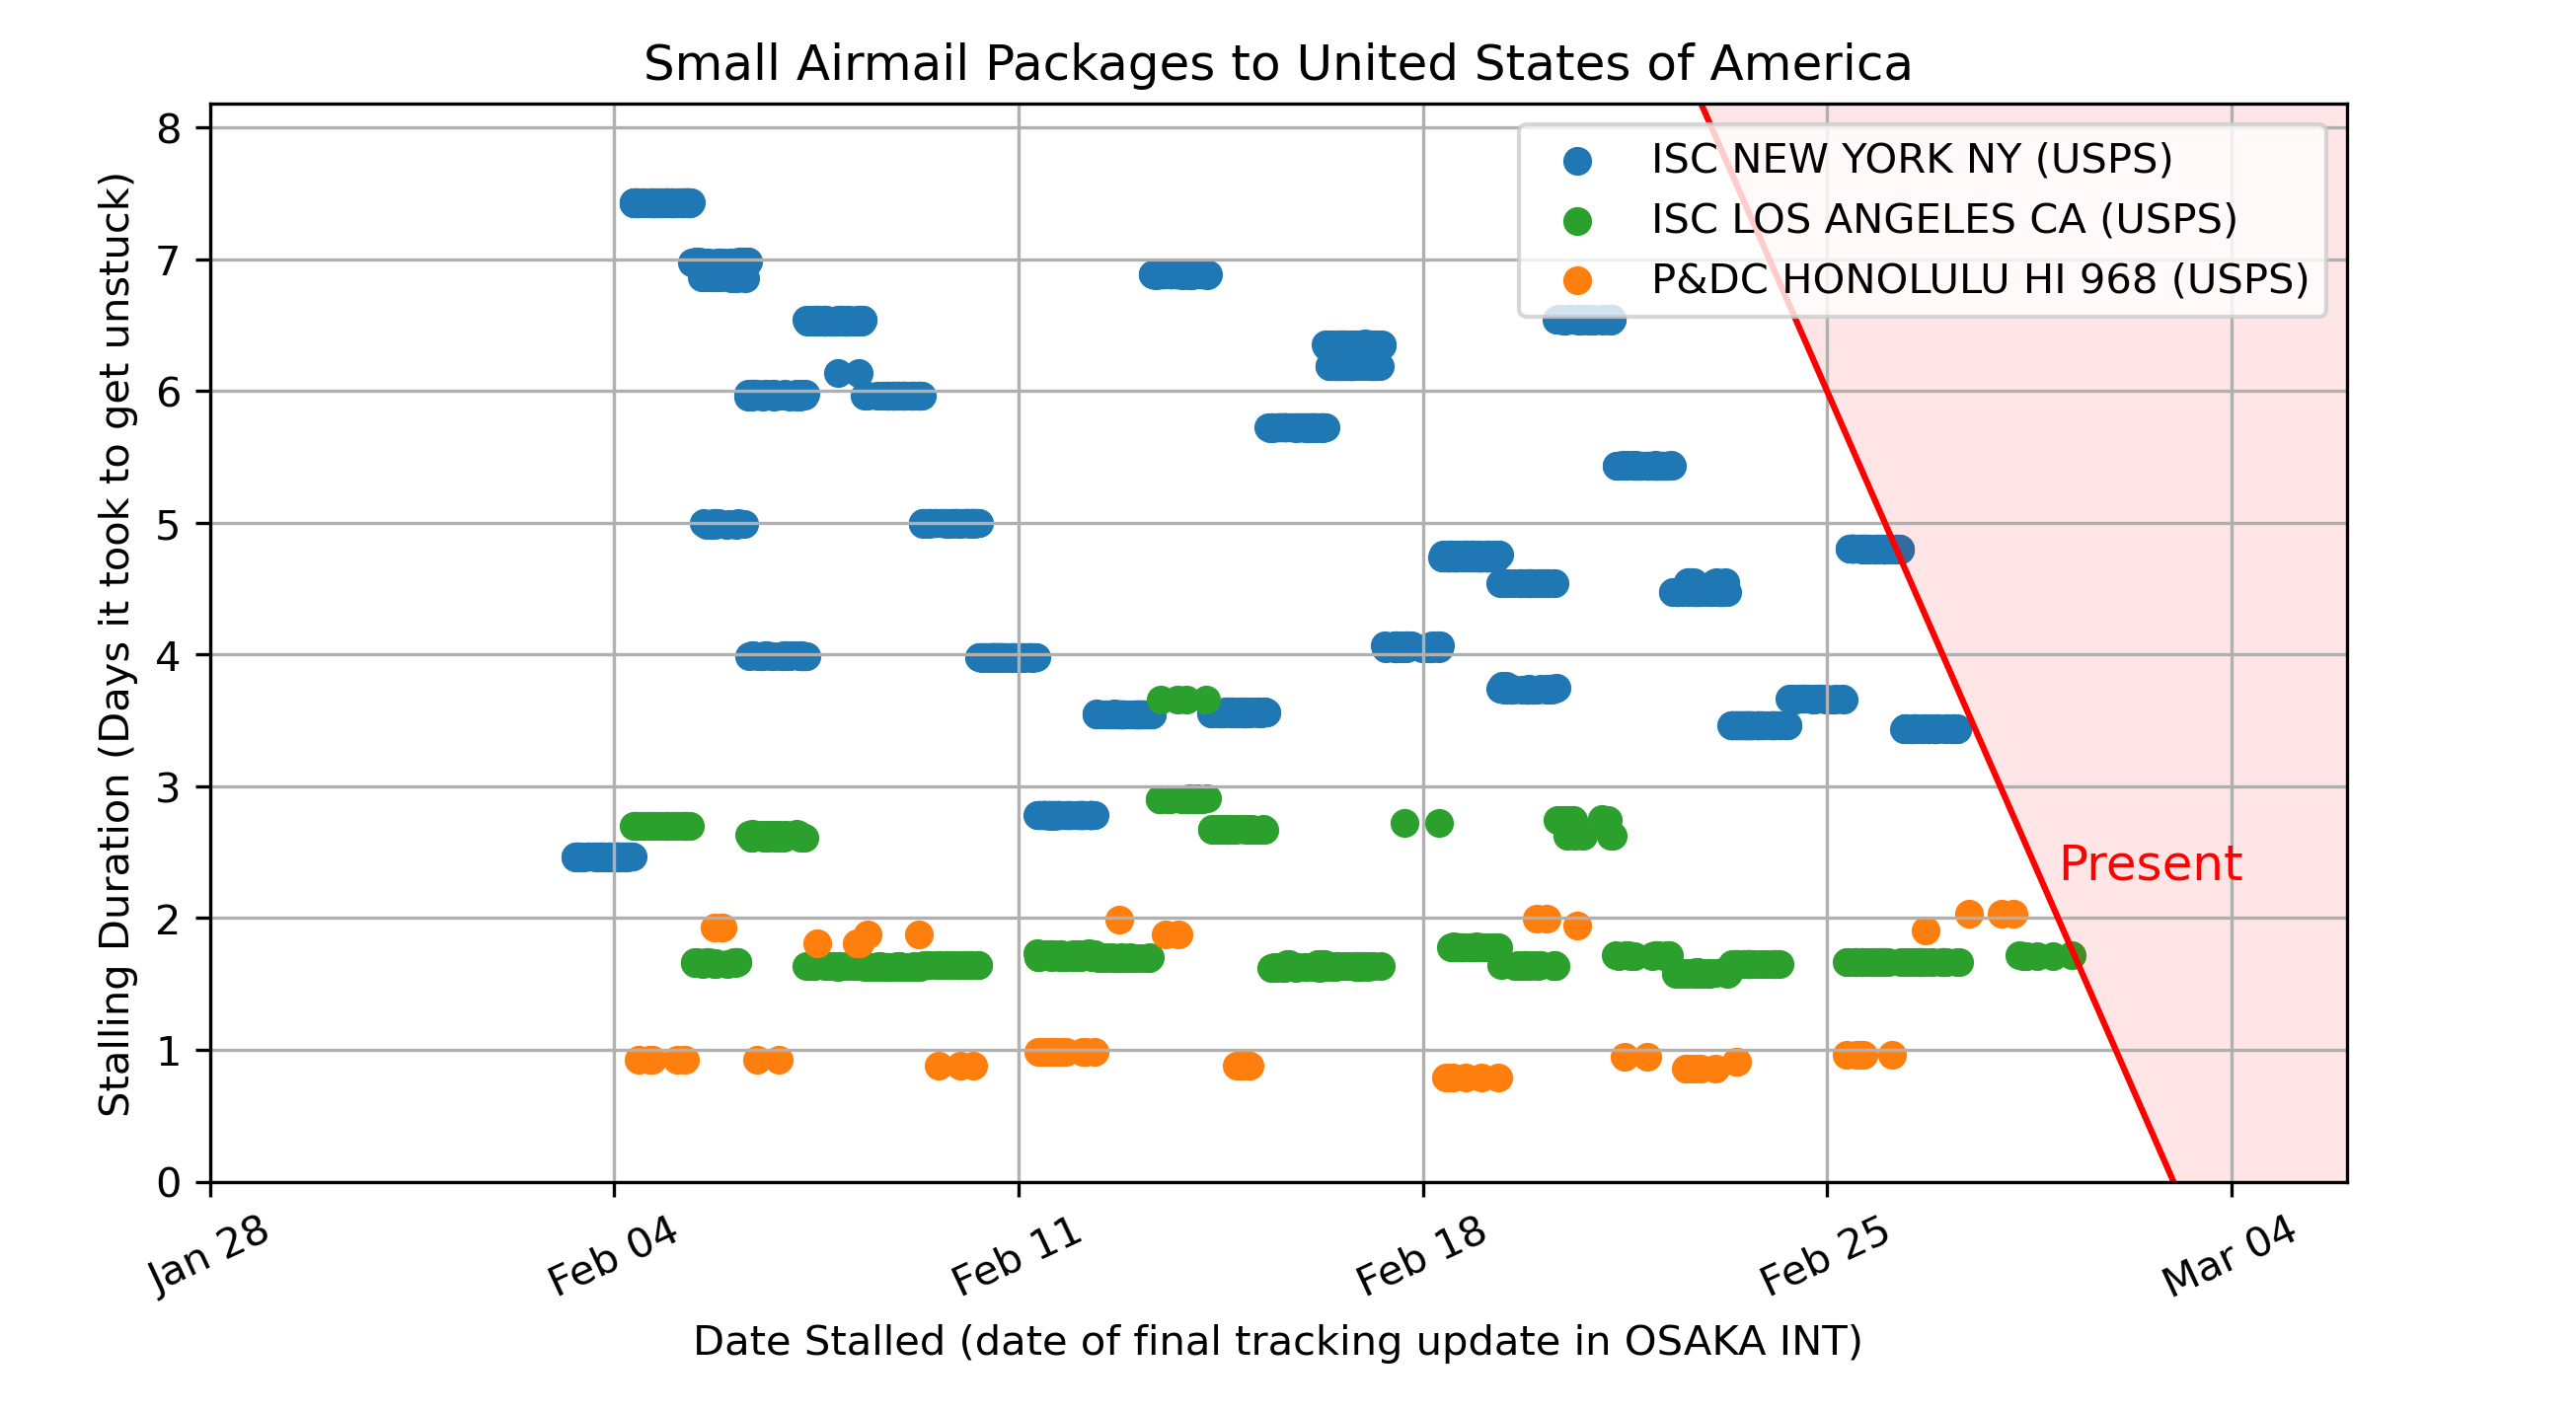 Small Airmail Packages to United States of America
Stalling Duration (Days it took to get unstuck)
8
7
6
5
4
3
2
1
0
ISC NEW YORK NY (USPS)
ISC LOS ANGELES CA (USPS)
P&DC HONOLULU HI 968 (USPS)
Present
Jan 28
Feb 04
Feb 11
Feb 18
Feb 25
Mar 04
Date Stalled (date of final tracking update in OSAKA INT)